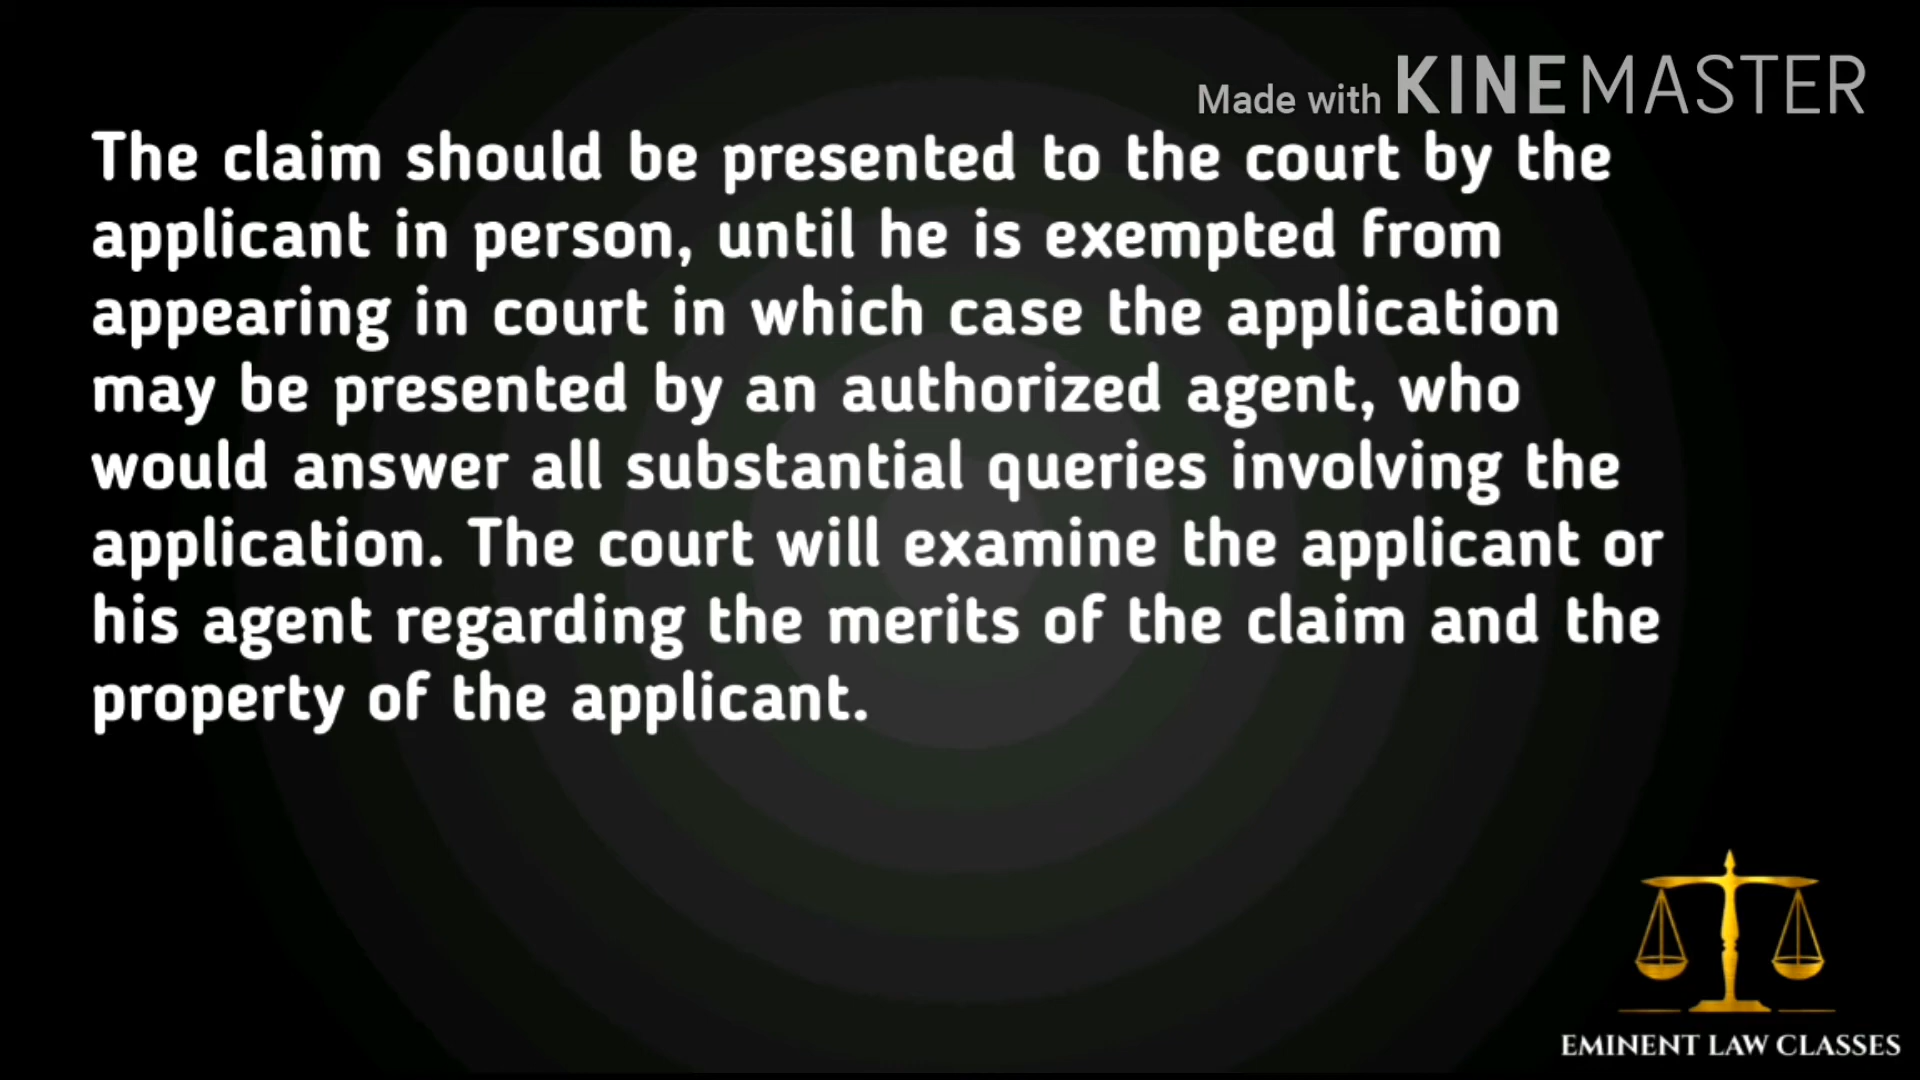 Made with KINEMASTER
The claim should be presented to the court by the
applicant in person, until he is exempted from
appearing in court in which case the application
may be presented by an authorized agent, who
would answer all substantial queries involving the
application. The court will examine the applicant or
his agent regarding the merits of the claim and the
property of the applicant.
EMINENT LAW CLASSES